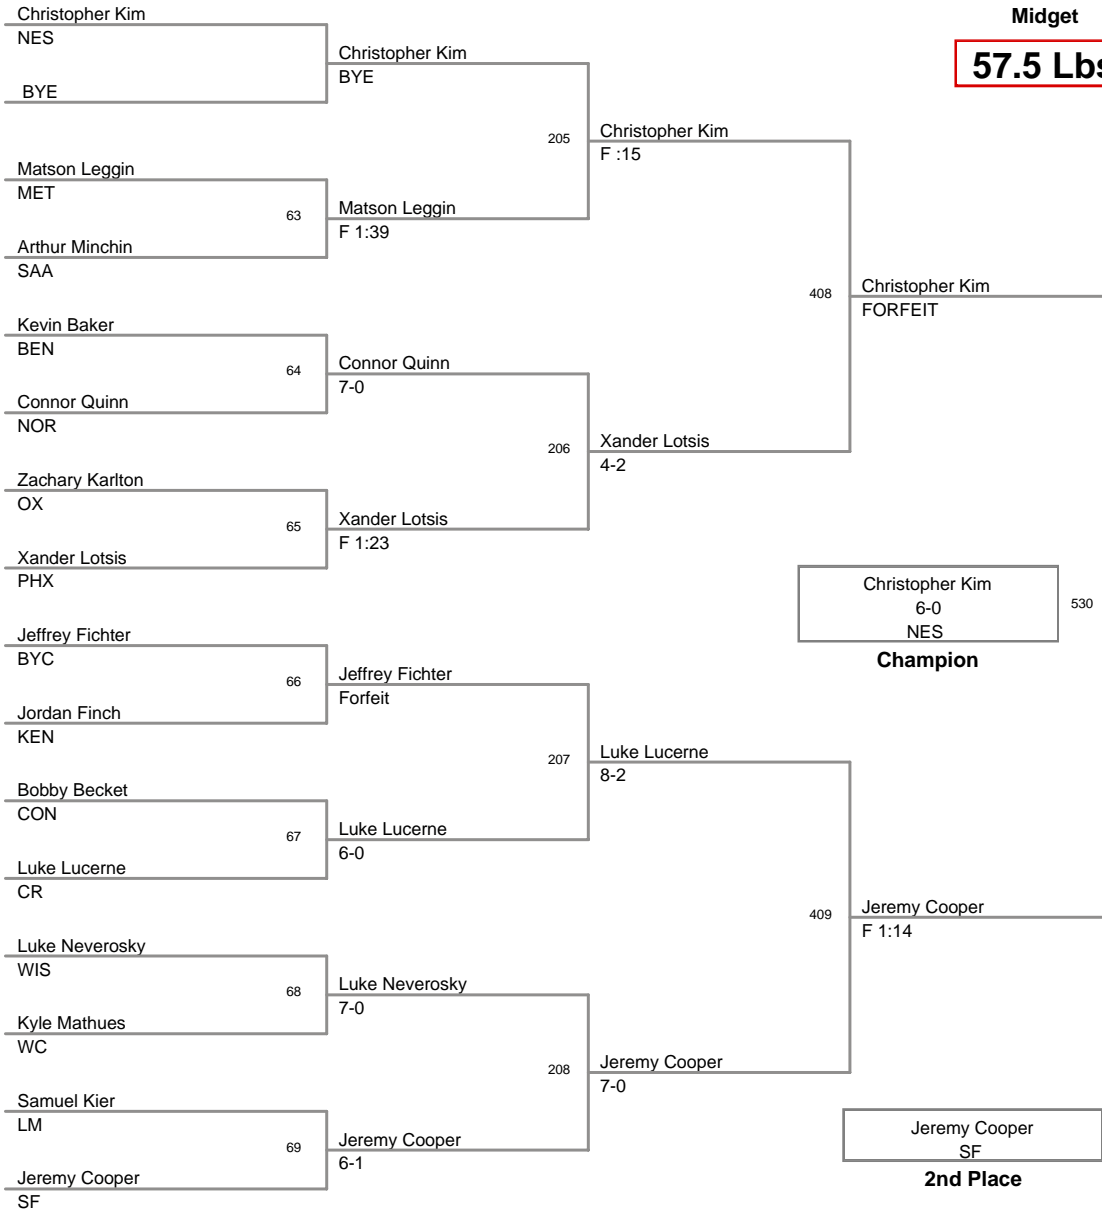 Christopher Kim
NES
BYE
Matson Leggin
MET
Arthur Minchin
SAA
Kevin Baker
BEN
Connor Quinn
NOR
Zachary Karlton
OX
Xander Lotsis
PHX
Jeffrey Fichter
BYC
Jordan Finch
KEN
Bobby Becket
CON
Luke Lucerne
CR
Luke Neverosky
WIS
Kyle Mathues
WC
Samuel Kier
LM
Jeremy Cooper
SF
63
64
65
66
67
68
69
Christopher Kim
BYE
Matson Leggin
F 1:39
Connor Quinn
7-0
Xander Lotsis
F 1:23
Jeffrey Fichter
Forfeit
Luke Lucerne
6-0
Luke Neverosky
7-0
Jeremy Cooper
6-1
205
206
207
208
Christopher Kim
F :15
Xander Lotsis
4-2
Luke Lucerne
8-2
Jeremy Cooper
7-0
408
409
Christopher Kim
FORFEIT
Jeremy Cooper
F 1:14
Midget
57.5 Lbs
Christopher Kim
6-0
NES
530
Champion
Jeremy Cooper
SF
2nd Place